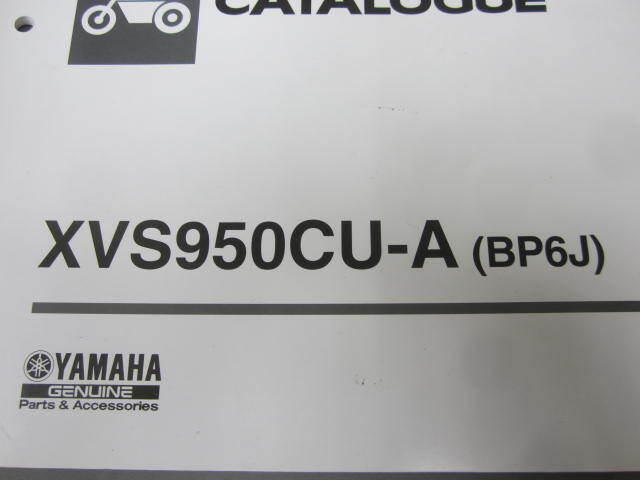 CATALOGUE
XVS950CU-A (BP6J)
YAMAHA
GENUINE
Parts & Accessories